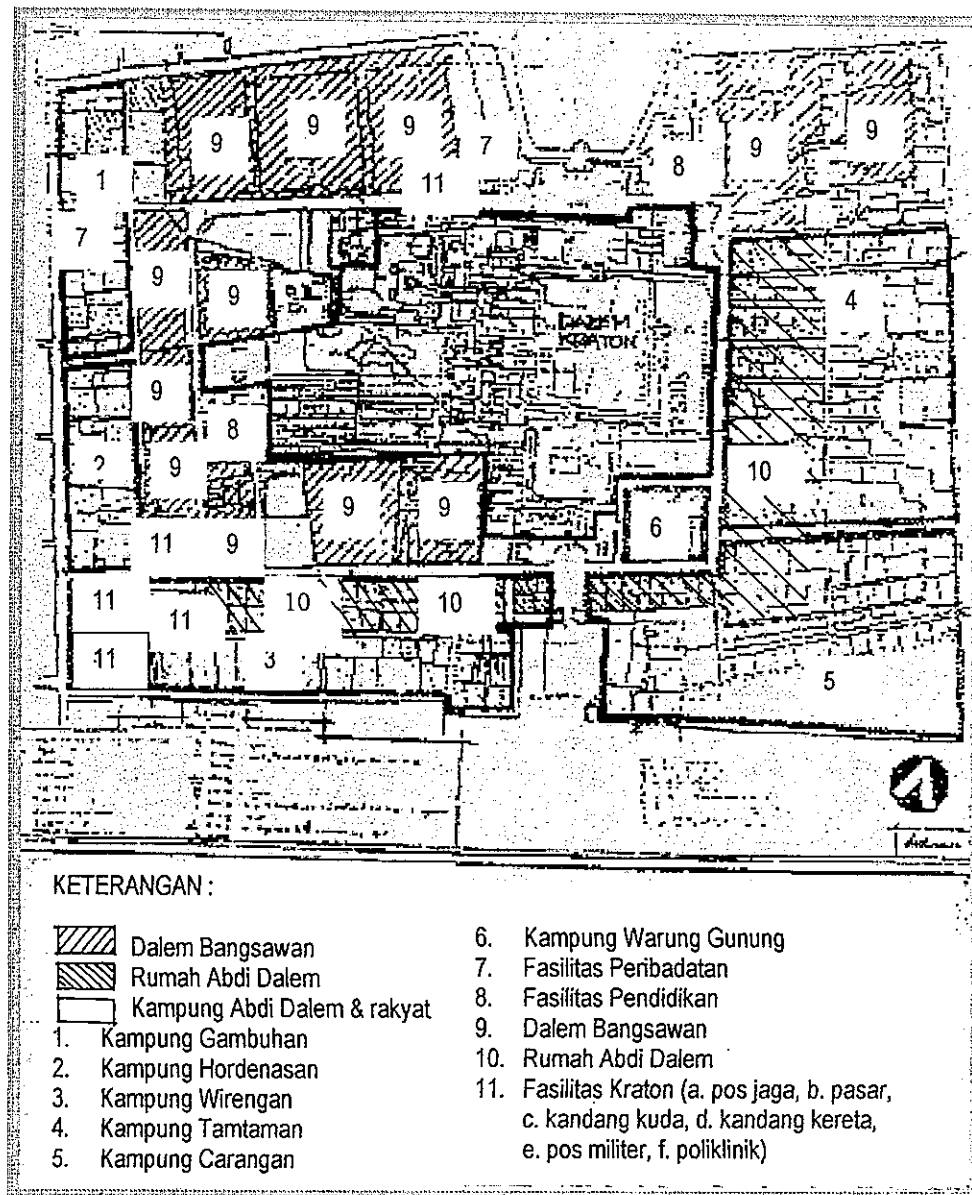 9 9 9 7 8 9 9
1 11
7
9 9 4
DALEM
KRATON
9
8
2 9 10
9 9 6
11 9
11 11 10 10
11 3 5
KETERANGAN :
Dalem Bangsawan
Rumah Abdi Dalem
Kampung Abdi Dalem & rakyat
1. Kampung Gambuhan
2. Kampung Hordenasan
3. Kampung Wirengan
4. Kampung Tamtaman
5. Kampung Carangan
6. Kampung Warung Gunung
7. Fasilitas Peribadatan
8. Fasilitas Pendidikan
9. Dalem Bangsawan
10. Rumah Abdi Dalem
11. Fasilitas Kraton (a. pos jaga, b. pasar,
c. kandang kuda, d. kandang kereta,
e. pos militer, f. poliklinik)